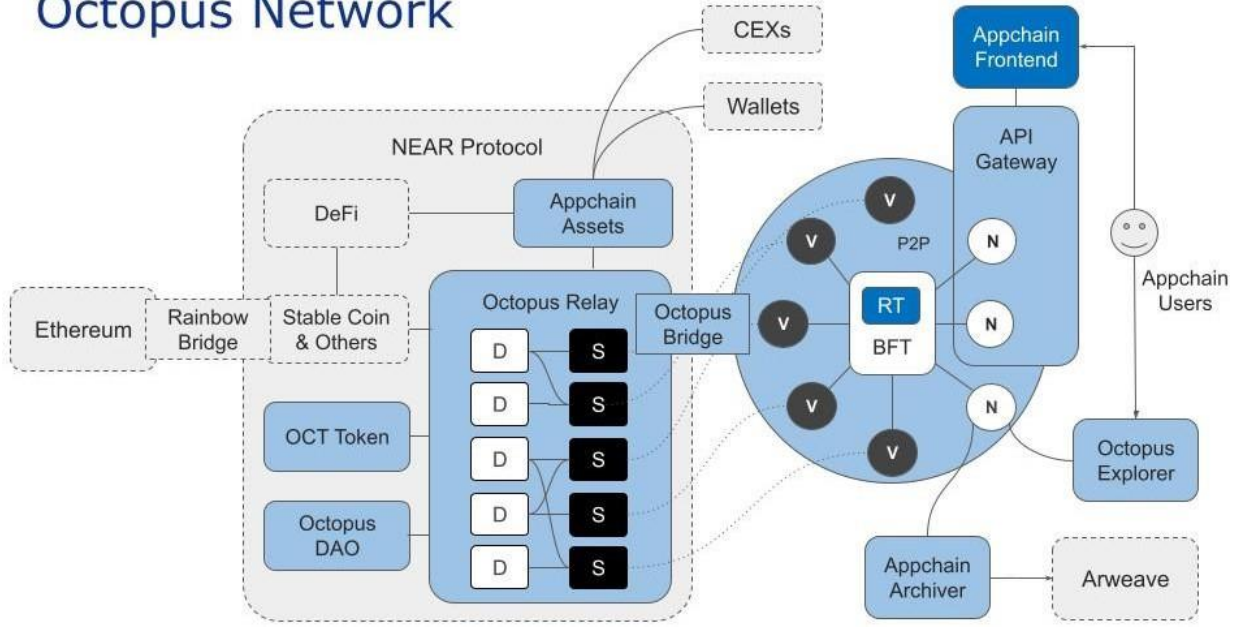 Octopus Network
CEXs
Wallets
NEAR Protocol
DeFi
Appchain
Assets
Ethereum
Rainbow
Bridge
Stable Coin
& Others
OCT Token
Octopus
DAO
Octopus Relay
D S
D S
D S
D S
D S
Octopus
Bridge
V
V
V
V
V
P2P
RT
BFT
N
N
N
Appchain
Frontend
API
Gateway
Appchain
Users
Octopus
Explorer
Appchain
Archiver
Arweave